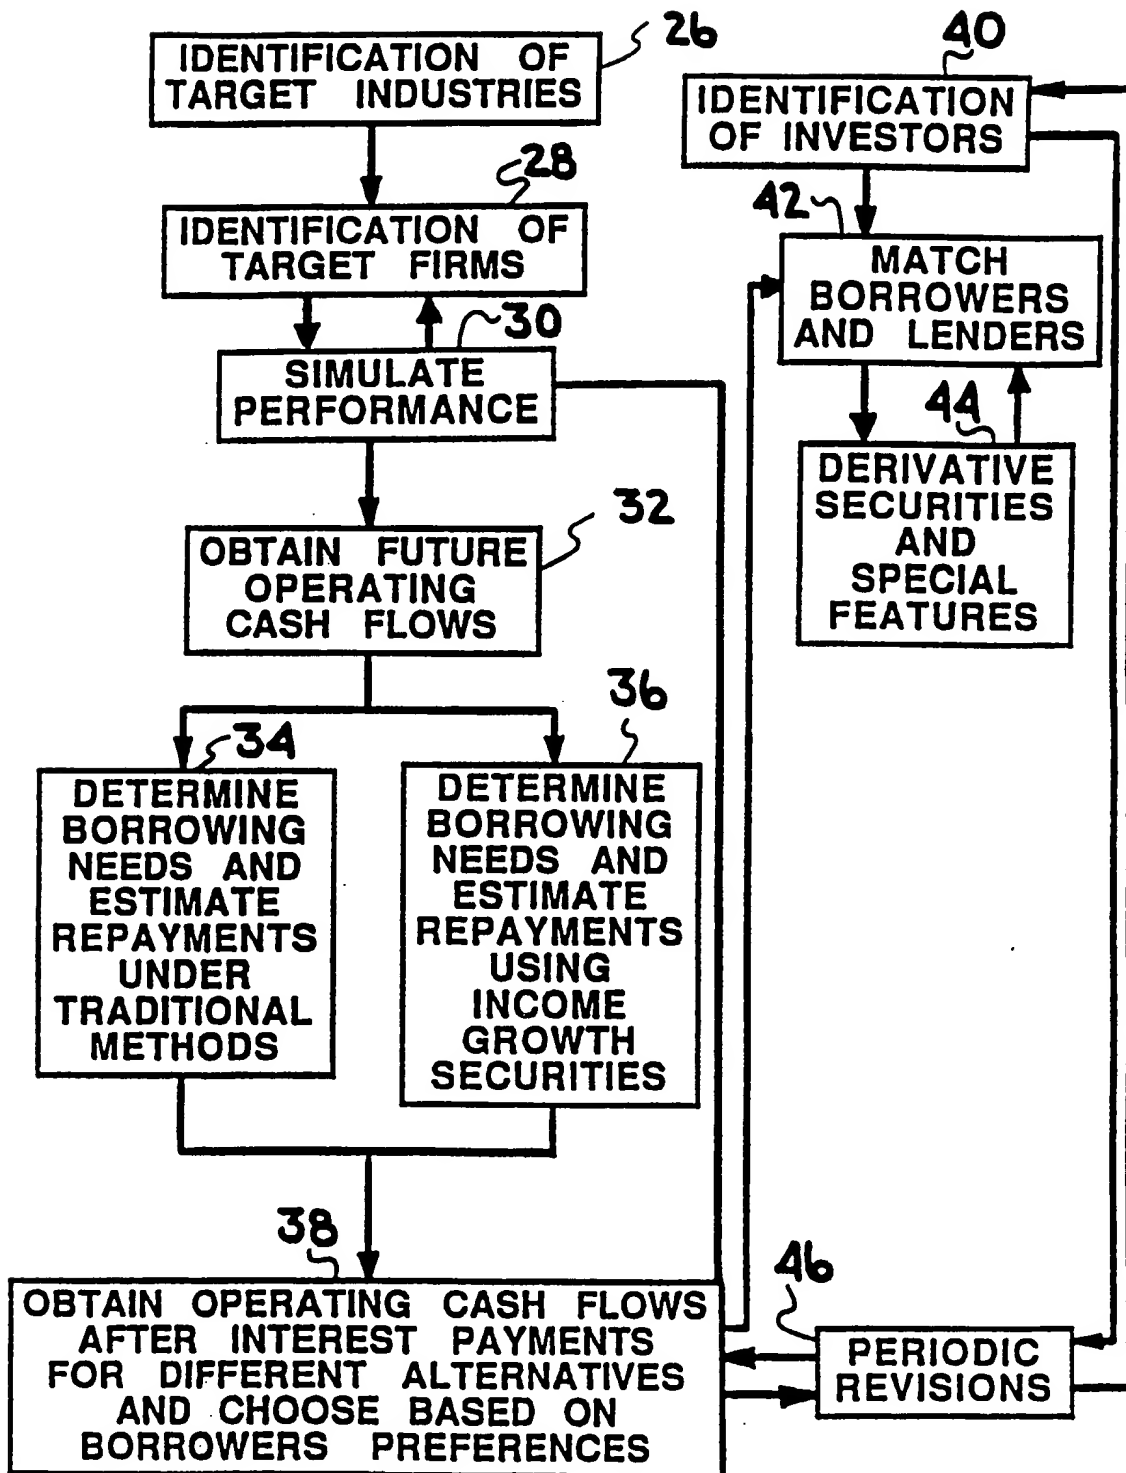 26
IDENTIFICATION OF
TARGET INDUSTRIES
28
IDENTIFICATION OF
TARGET FIRMS
30
SIMULATE
PERFORMANCE
32
OBTAIN FUTURE
OPERATING
CASH FLOWS
34
DETERMINE
BORROWING
NEEDS AND
ESTIMATE
REPAYMENTS
UNDER
TRADITIONAL
METHODS
36
DETERMINE
BORROWING
NEEDS AND
ESTIMATE
REPAYMENTS
USING
INCOME
GROWTH
SECURITIES
38
OBTAIN OPERATING CASH FLOWS
AFTER INTEREST PAYMENTS
FOR DIFFERENT ALTERNATIVES
AND CHOOSE BASED ON
BORROWERS PREFERENCES
40
IDENTIFICATION
OF INVESTORS
42
MATCH
BORROWERS
AND LENDERS
44
DERIVATIVE
SECURITIES
AND
SPECIAL
FEATURES
46
PERIODIC
REVISIONS